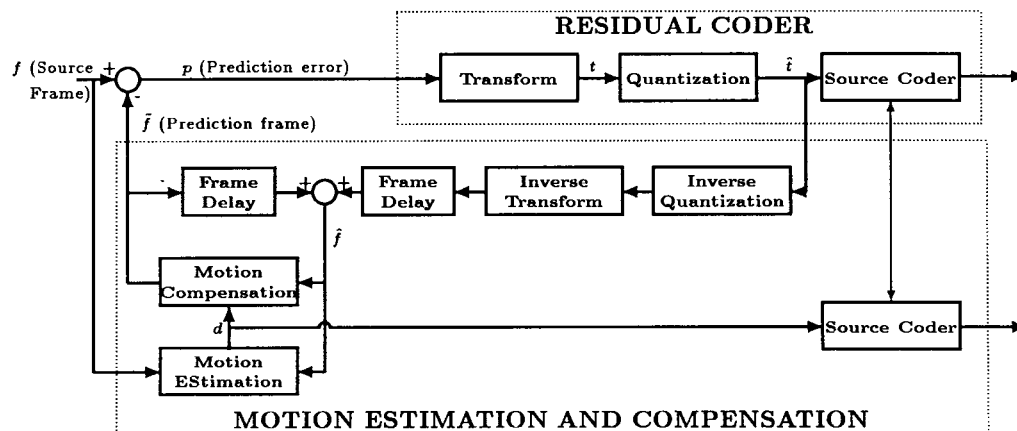 RESIDUAL CODER
f (Source +
Frame)
p (Prediction error)
-
f̃ (Prediction frame)
Transform
t
Quantization
t̂
Source Coder
-
Frame
Delay
+
+
Frame
Delay
Inverse
Transform
Inverse
Quantization
f̂
Motion
Compensation
d
Source Coder
Motion
EStimation
MOTION ESTIMATION AND COMPENSATION